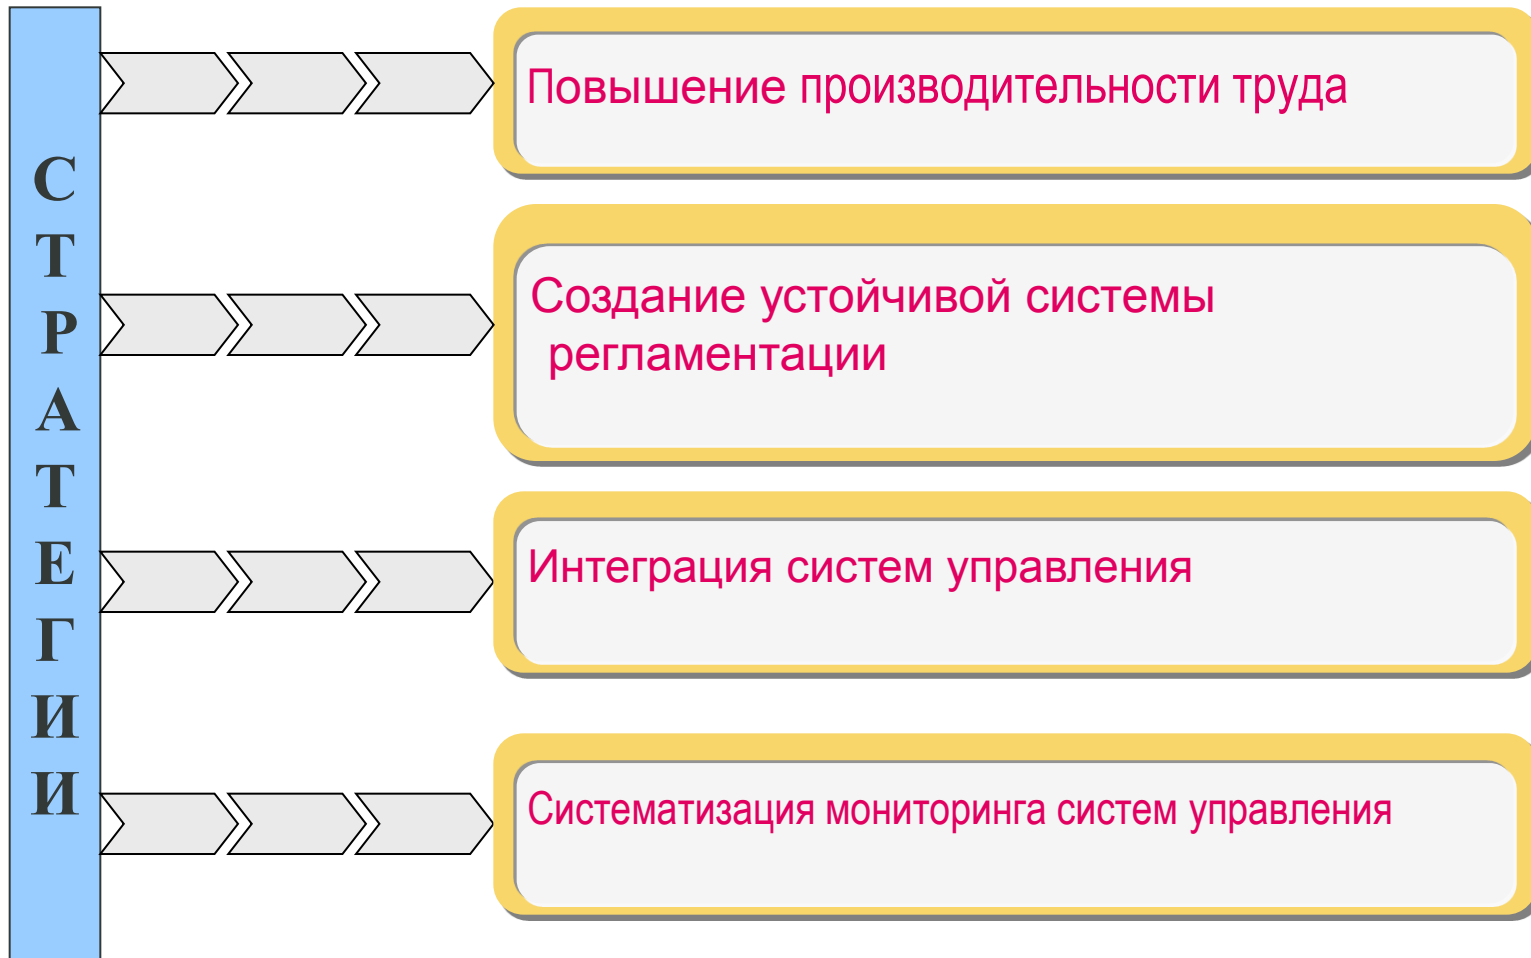 СТРАТЕГИИ
Повышение производительности труда
Создание устойчивой системы
регламентации
Интеграция систем управления
Систематизация мониторинга систем управления